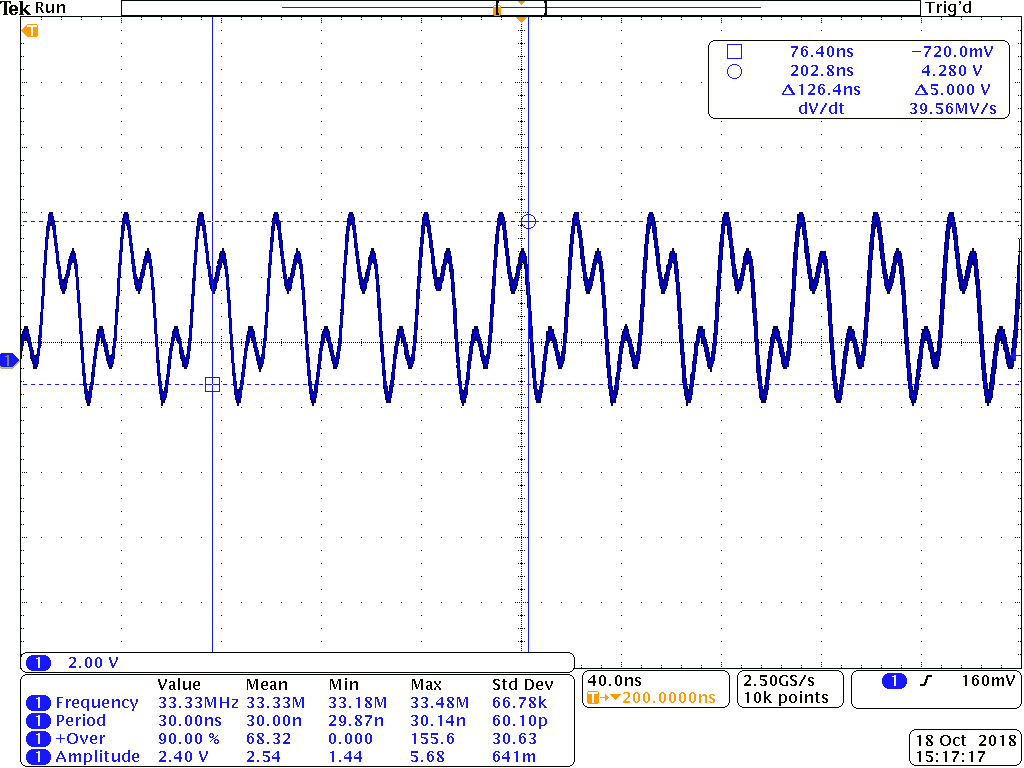 Tek Run Trig'd
T
76.40ns −720.0mV
202.8ns 4.280 V
Δ126.4ns Δ5.000 V
dV/dt 39.56MV/s
1
1 2.00 V
Value Mean Min Max Std Dev
1 Frequency 33.33MHz 33.33M 33.18M 33.48M 66.78k
1 Period 30.00ns 30.00n 29.87n 30.14n 60.10p
1 +Over 90.00 % 68.32 0.000 155.6 30.63
1 Amplitude 2.40 V 2.54 1.44 5.68 641m
40.0ns
T→▼200.0000ns
2.50GS/s
10k points
1 ∫ 160mV
18 Oct 2018
15:17:17